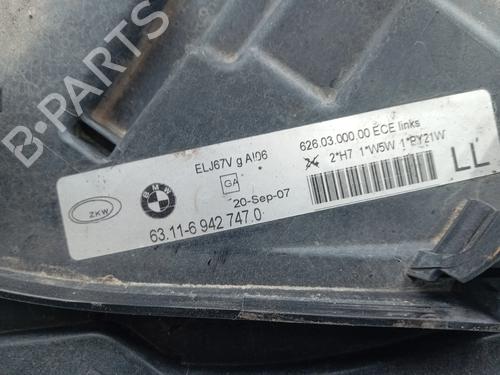 B-PARTS
ELJ67V g AI06
626.03.000.00 ECE links
2*H7 1*W5W 1*PY21W
GA
20-Sep-07
LL
ZKW
BMW
63.11-6 942 747.0